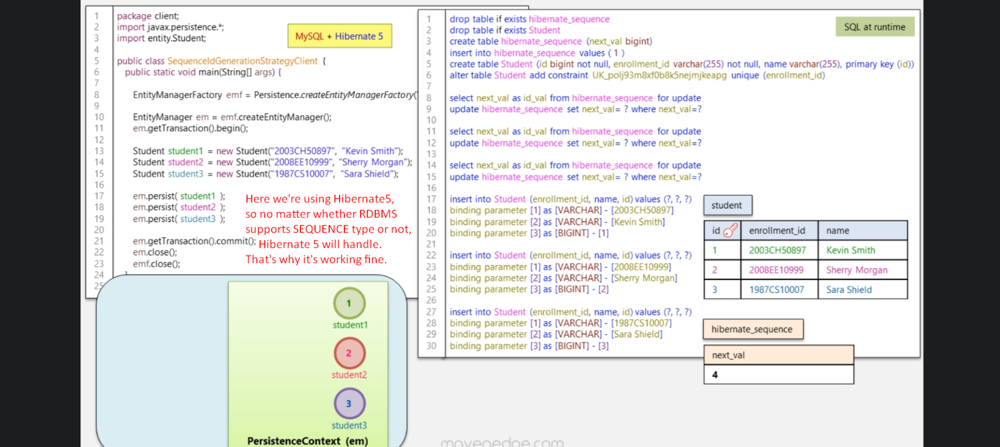 1 package client;
2 import javax.persistence.*;
3 import entity.Student;
4
5 public class SequenceIdGenerationStrategyClient {
6 public static void main(String[] args) {
7
8 EntityManagerFactory emf = Persistence.createEntityManagerFactory(
9
10 EntityManager em = emf.createEntityManager();
11 em.getTransaction().begin();
12
13 Student student1 = new Student("2003CH50897", "Kevin Smith");
14 Student student2 = new Student("2008EE10999", "Sherry Morgan");
15 Student student3 = new Student("1987CS10007", "Sara Shield");
16
17 em.persist( student1 );
18 em.persist( student2 );
19 em.persist( student3 );
20
21 em.getTransaction().commit();
22 em.close();
23 emf.close();
24 }
25
MySQL + Hibernate 5
Here we're using Hibernate5,
so no matter whether RDBMS
supports SEQUENCE type or not,
Hibernate 5 will handle.
That's why it's working fine.
1
student1
2
student2
3
student3
PersistenceContext (em)
SQL at runtime
1 drop table if exists hibernate_sequence
2 drop table if exists Student
3 create table hibernate_sequence (next_val bigint)
4 insert into hibernate_sequence values ( 1 )
5 create table Student (id bigint not null, enrollment_id varchar(255) not null, name varchar(255), primary key (id))
6 alter table Student add constraint UK_polj93m8xf0b8k5nejmjkeapg unique (enrollment_id)
7
8 select next_val as id_val from hibernate_sequence for update
9 update hibernate_sequence set next_val= ? where next_val=?
10
11 select next_val as id_val from hibernate_sequence for update
12 update hibernate_sequence set next_val= ? where next_val=?
13
14 select next_val as id_val from hibernate_sequence for update
15 update hibernate_sequence set next_val= ? where next_val=?
16
17 insert into Student (enrollment_id, name, id) values (?, ?, ?)
18 binding parameter [1] as [VARCHAR] - [2003CH50897]
19 binding parameter [2] as [VARCHAR] - [Kevin Smith]
20 binding parameter [3] as [BIGINT] - [1]
21
22 insert into Student (enrollment_id, name, id) values (?, ?, ?)
23 binding parameter [1] as [VARCHAR] - [2008EE10999]
24 binding parameter [2] as [VARCHAR] - [Sherry Morgan]
25 binding parameter [3] as [BIGINT] - [2]
26
27 insert into Student (enrollment_id, name, id) values (?, ?, ?)
28 binding parameter [1] as [VARCHAR] - [1987CS10007]
29 binding parameter [2] as [VARCHAR] - [Sara Shield]
30 binding parameter [3] as [BIGINT] - [3]
student
id enrollment_id name
1 2003CH50897 Kevin Smith
2 2008EE10999 Sherry Morgan
3 1987CS10007 Sara Shield
hibernate_sequence
next_val
4